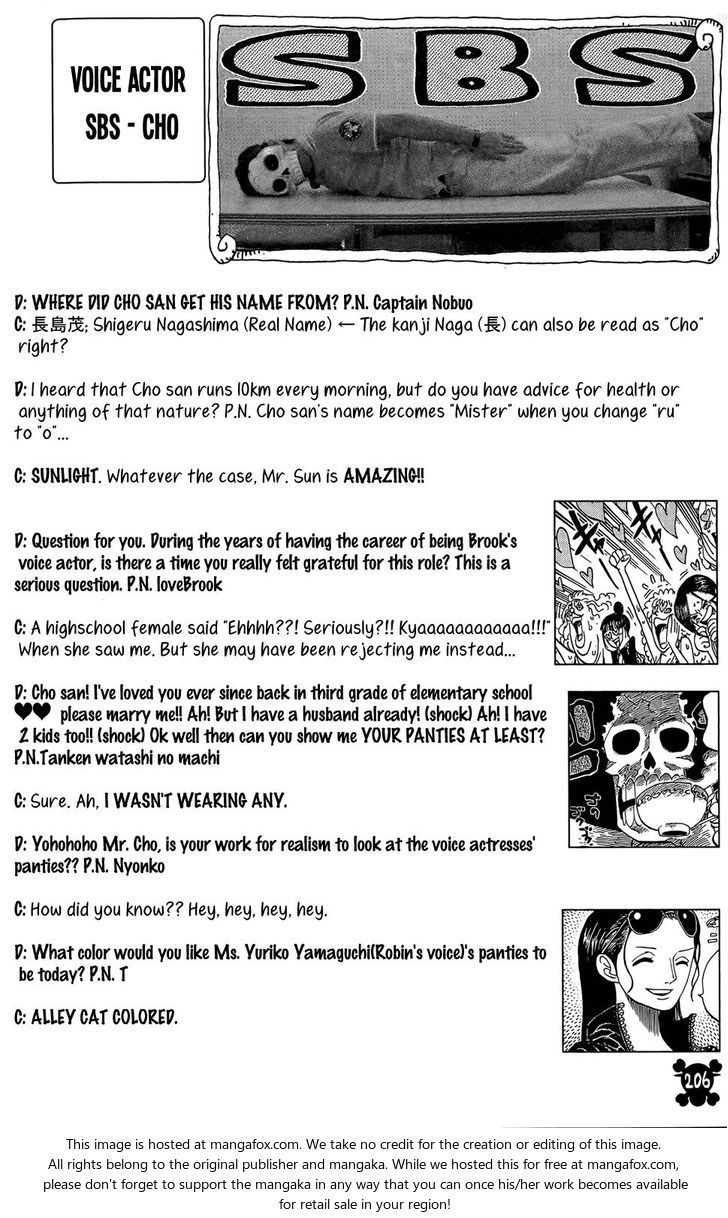 VOICE ACTOR
SBS - CHO
SBS
D: WHERE DID CHO SAN GET HIS NAME FROM? P.N. Captain Nobuo
C: 長島茂; Shigeru Nagashima (Real Name) ← The kanji Naga (長) can also be read as "Cho"
right?
D: I heard that Cho san runs 10km every morning, but do you have advice for health or
anything of that nature? P.N. Cho san's name becomes "Mister" when you change "ru"
to "o"...
C: SUNLIGHT. Whatever the case, Mr. Sun is AMAZING!!
D: Question for you. During the years of having the career of being Brook's
voice actor, is there a time you really felt grateful for this role? This is a
serious question. P.N. loveBrook
C: A highschool female said "Ehhhh??! Seriously?!! Kyaaaaaaaaaaaa!!!"
When she saw me. But she may have been rejecting me instead...
D: Cho san! I've loved you ever since back in third grade of elementary school
♥♥ please marry me!! Ah! But I have a husband already! (shock) Ah! I have
2 kids too!! (shock) Ok well then can you show me YOUR PANTIES AT LEAST?
P.N.Tanken watashi no machi
C: Sure. Ah, I WASN'T WEARING ANY.
D: Yohohoho Mr. Cho, is your work for realism to look at the voice actresses'
panties?? P.N. Nyonko
C: How did you know?? Hey, hey, hey, hey.
D: What color would you like Ms. Yuriko Yamaguchi(Robin's voice)'s panties to
be today? P.N. T
C: ALLEY CAT COLORED.
206
This image is hosted at mangafox.com. We take no credit for the creation or editing of this image.
All rights belong to the original publisher and mangaka. While we hosted this for free at mangafox.com,
please don't forget to support the mangaka in any way that you can once his/her work becomes available
for retail sale in your region!